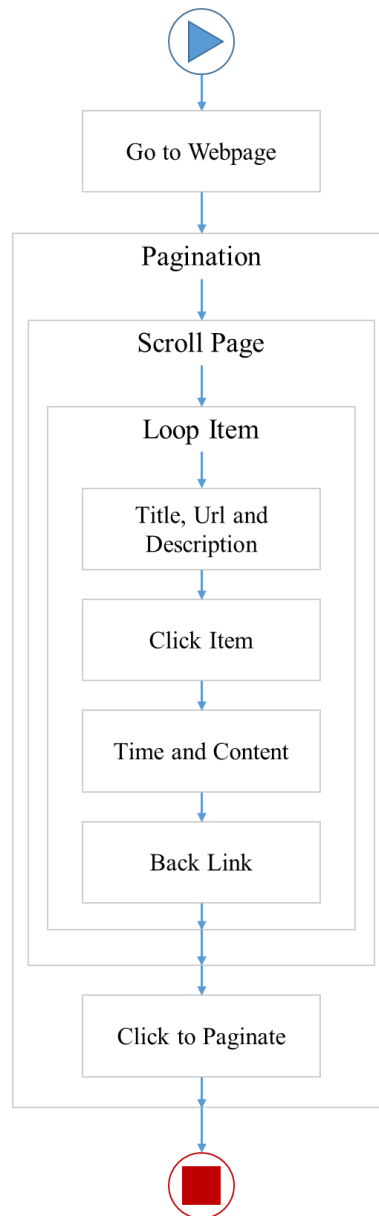 Go to Webpage
Pagination
Scroll Page
Loop Item
Title, Url and
Description
Click Item
Time and Content
Back Link
Click to Paginate